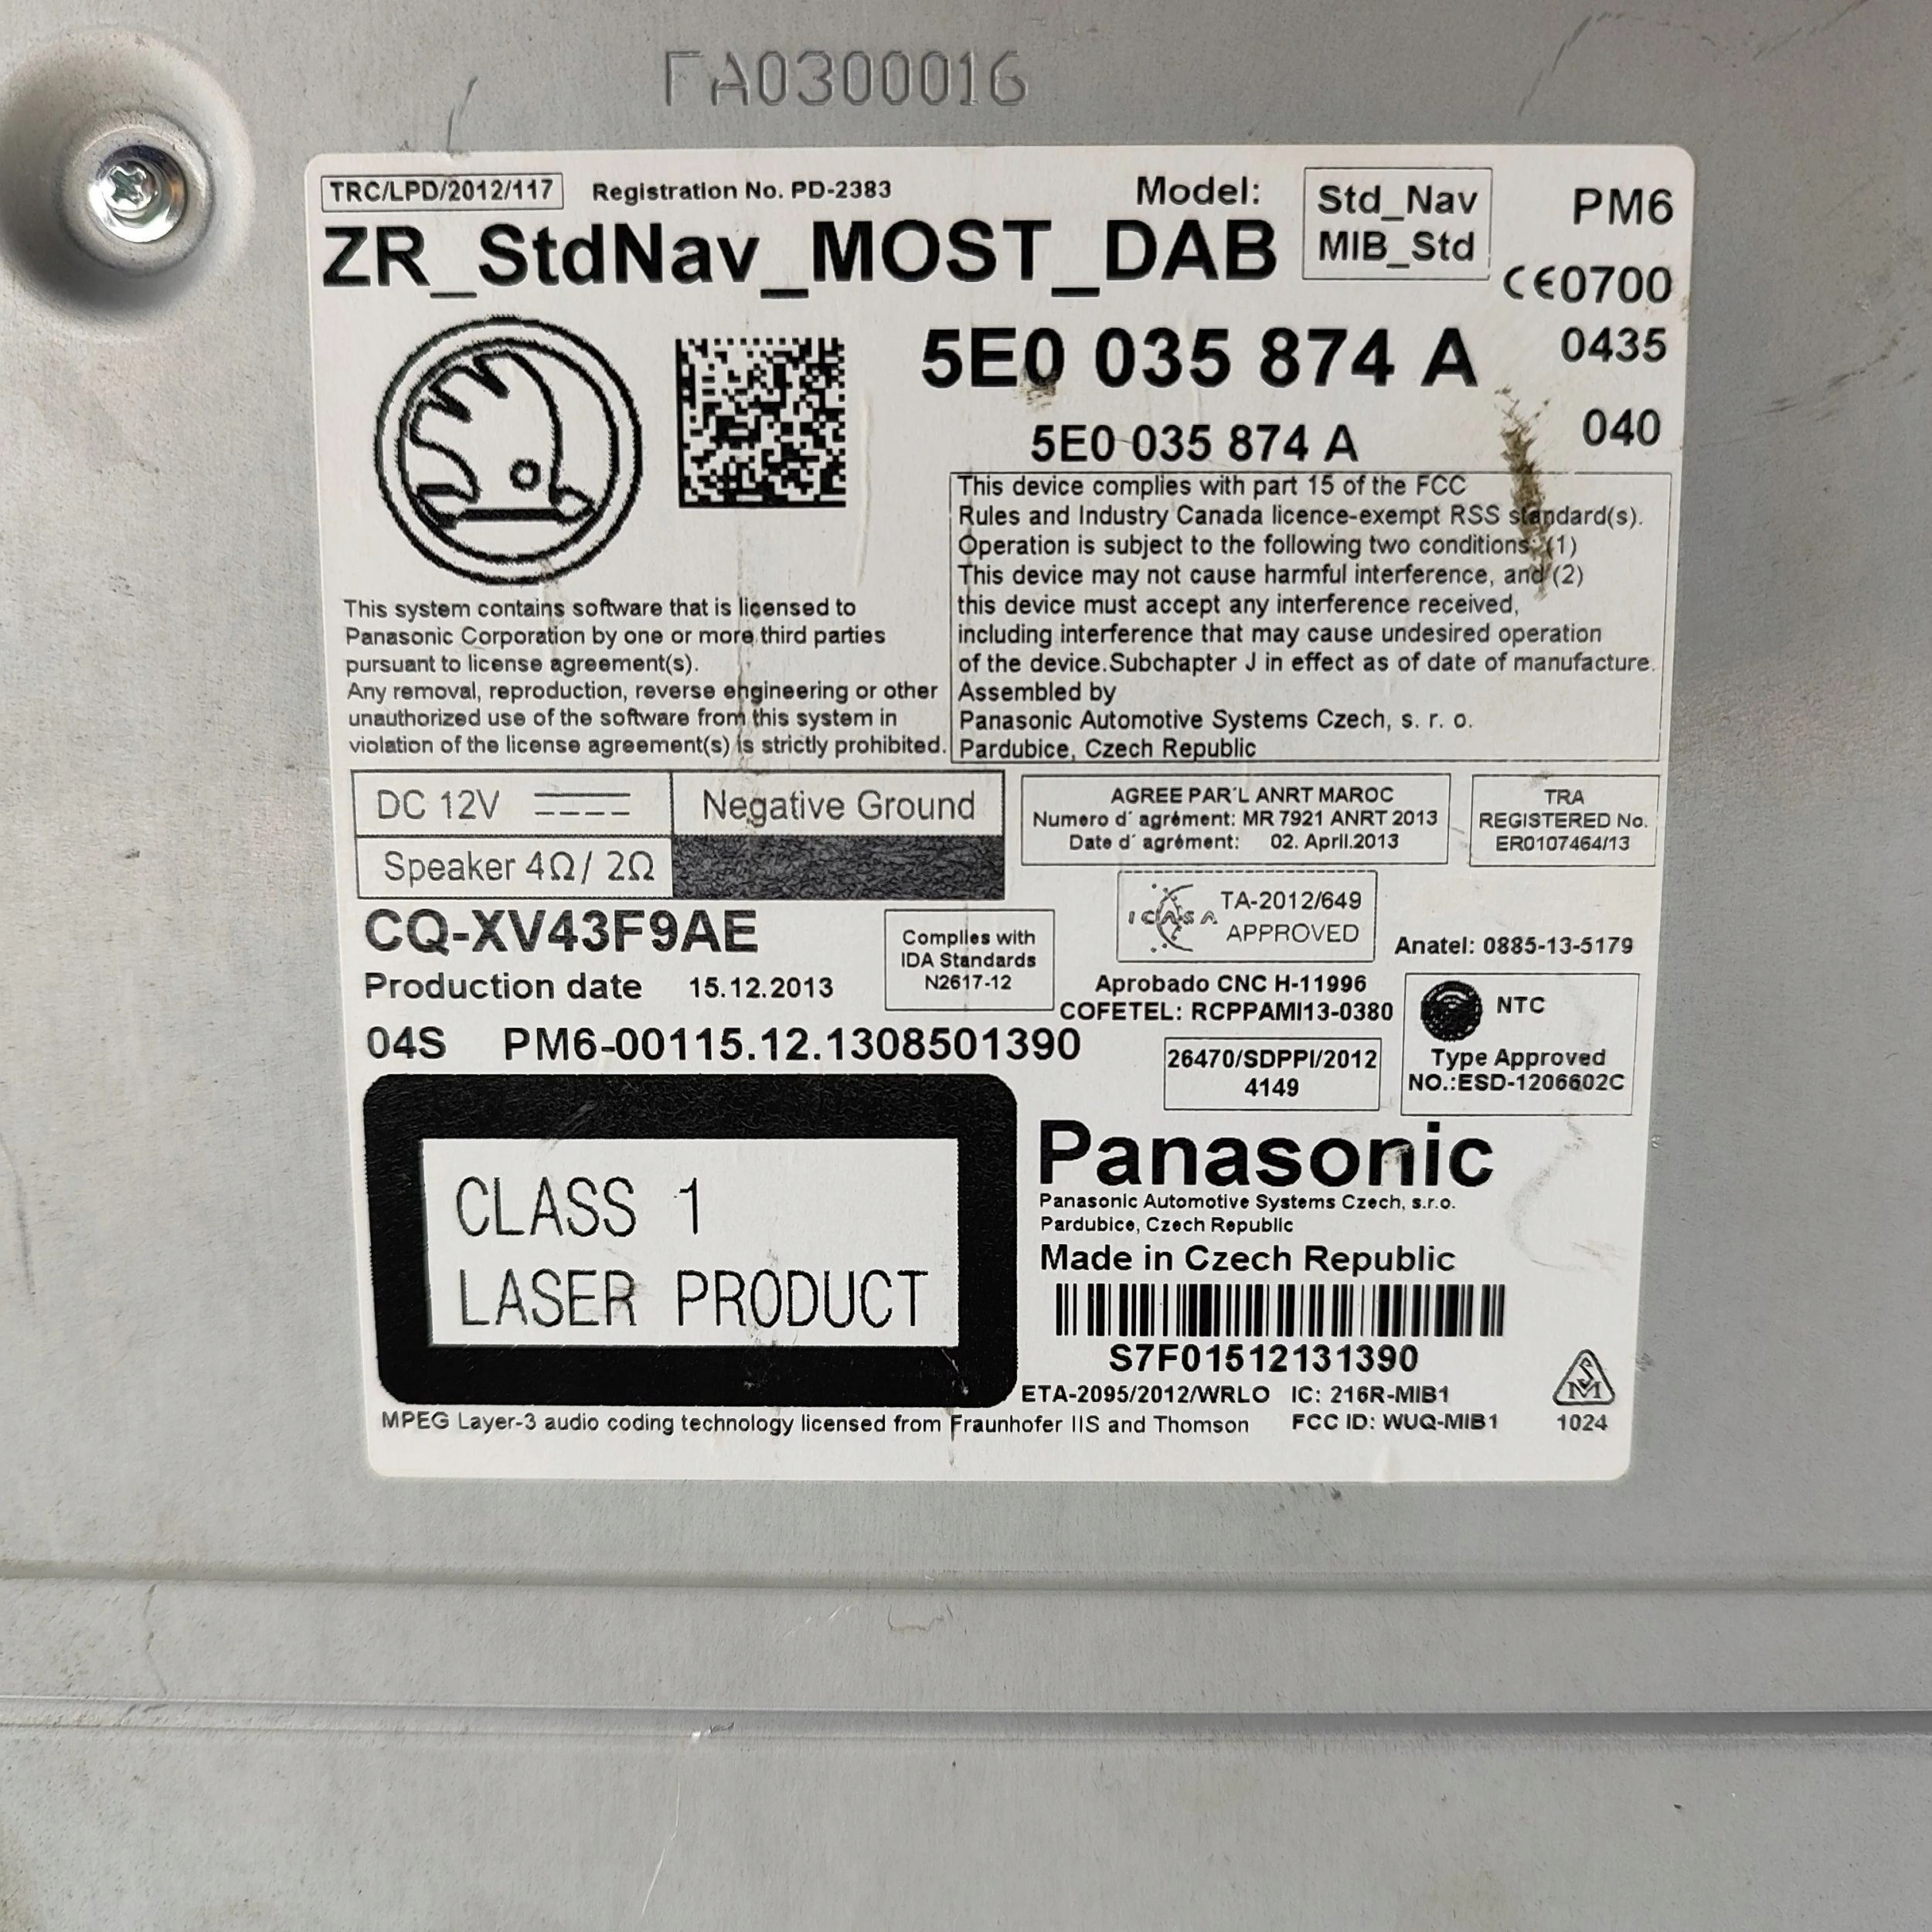 FA0300016
TRC/LPD/2012/117
Registration No. PD-2383
Model:
Std_Nav
MIB_Std
PM6
ZR_StdNav_MOST_DAB
CE0700
5E0 035 874 A
0435
5E0 035 874 A
040
This device complies with part 15 of the FCC
Rules and Industry Canada licence-exempt RSS standard(s).
Operation is subject to the following two conditions: (1)
This device may not cause harmful interference, and (2)
this device must accept any interference received,
including interference that may cause undesired operation
of the device.Subchapter J in effect as of date of manufacture.
Assembled by
Panasonic Automotive Systems Czech, s. r. o.
Pardubice, Czech Republic
This system contains software that is licensed to
Panasonic Corporation by one or more third parties
pursuant to license agreement(s).
Any removal, reproduction, reverse engineering or other
unauthorized use of the software from this system in
violation of the license agreement(s) is strictly prohibited.
DC 12V
Negative Ground
Speaker 4Ω/ 2Ω
AGREE PAR´L ANRT MAROC
Numero d´ agrément: MR 7921 ANRT 2013
Date d´ agrément: 02. April.2013
TRA
REGISTERED No.
ER0107464/13
CQ-XV43F9AE
Complies with
IDA Standards
N2617-12
ICASA
TA-2012/649
APPROVED
Anatel: 0885-13-5179
Production date 15.12.2013
Aprobado CNC H-11996
COFETEL: RCPPAMI13-0380
NTC
Type Approved
NO.:ESD-1206602C
04S PM6-00115.12.1308501390
26470/SDPPI/2012
4149
CLASS 1
LASER PRODUCT
Panasonic
Panasonic Automotive Systems Czech, s.r.o.
Pardubice, Czech Republic
Made in Czech Republic
S7F01512131390
ETA-2095/2012/WRLO IC: 216R-MIB1
MPEG Layer-3 audio coding technology licensed from Fraunhofer IIS and Thomson
FCC ID: WUQ-MIB1
SM
1024